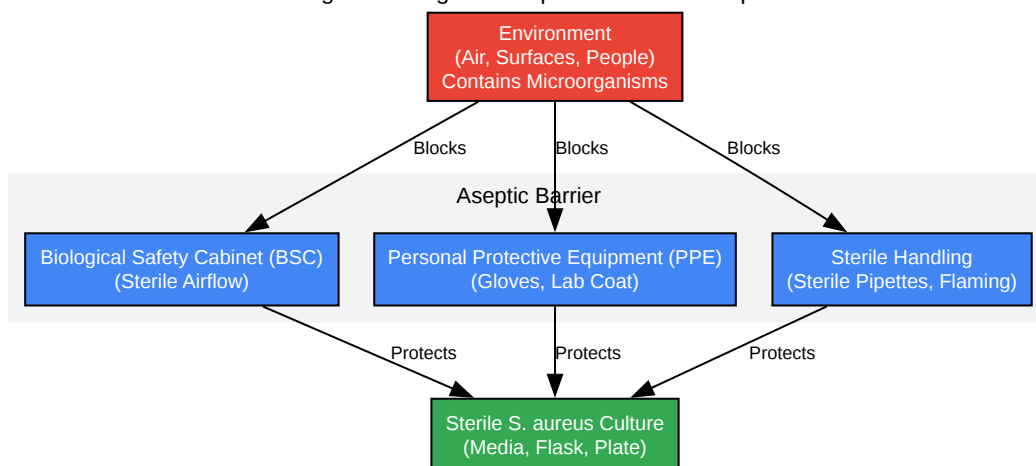 Environment
(Air, Surfaces, People)
Contains Microorganisms
Blocks
Blocks
Blocks
Aseptic Barrier
Biological Safety Cabinet (BSC)
(Sterile Airflow)
Personal Protective Equipment (PPE)
(Gloves, Lab Coat)
Sterile Handling
(Sterile Pipettes, Flaming)
Protects
Protects
Protects
Sterile S. aureus Culture
(Media, Flask, Plate)